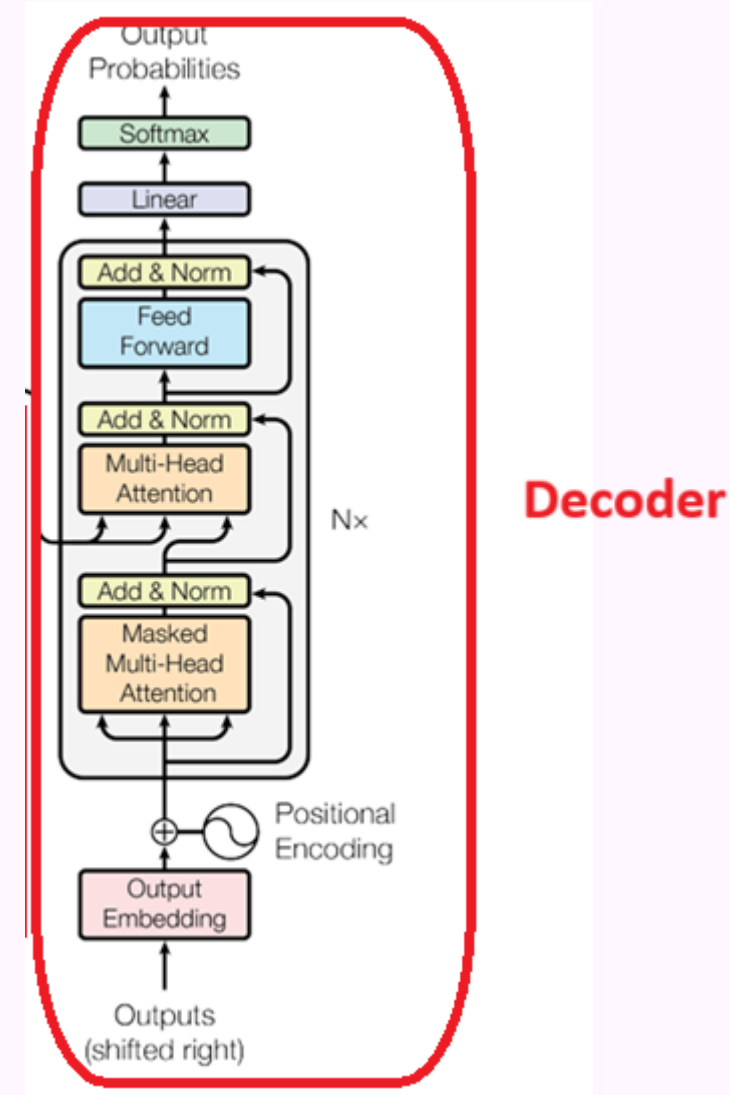 Output
Probabilities
Softmax
Linear
Add & Norm
Feed
Forward
Add & Norm
Multi-Head
Attention
N×
Decoder
Add & Norm
Masked
Multi-Head
Attention
Positional
Encoding
Output
Embedding
Outputs
(shifted right)